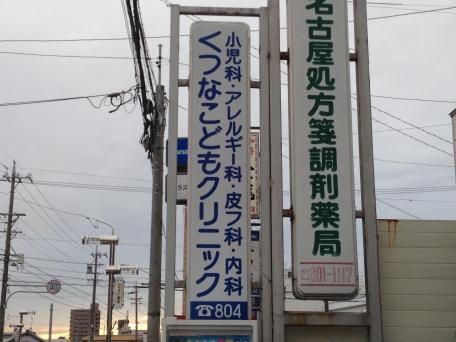 小児科・アレルギー科・皮フ科・内科
くつなこどもクリニック
☎804
名古屋処方箋調剤薬局
☎801-1117
40